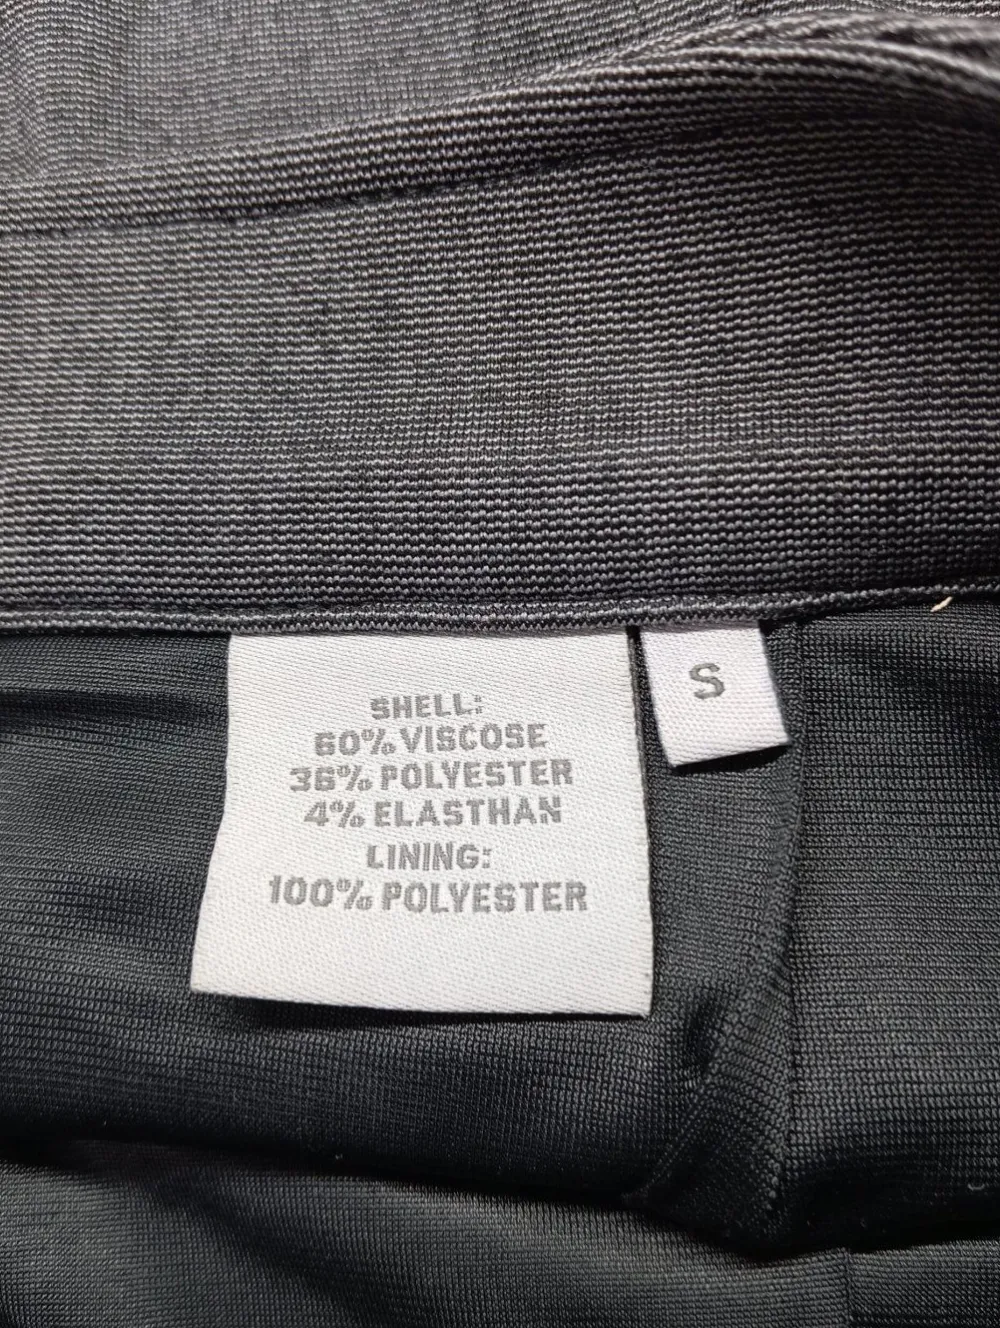 SHELL:
60% VISCOSE
36% POLYESTER
4% ELASTHAN
LINING:
100% POLYESTER
S